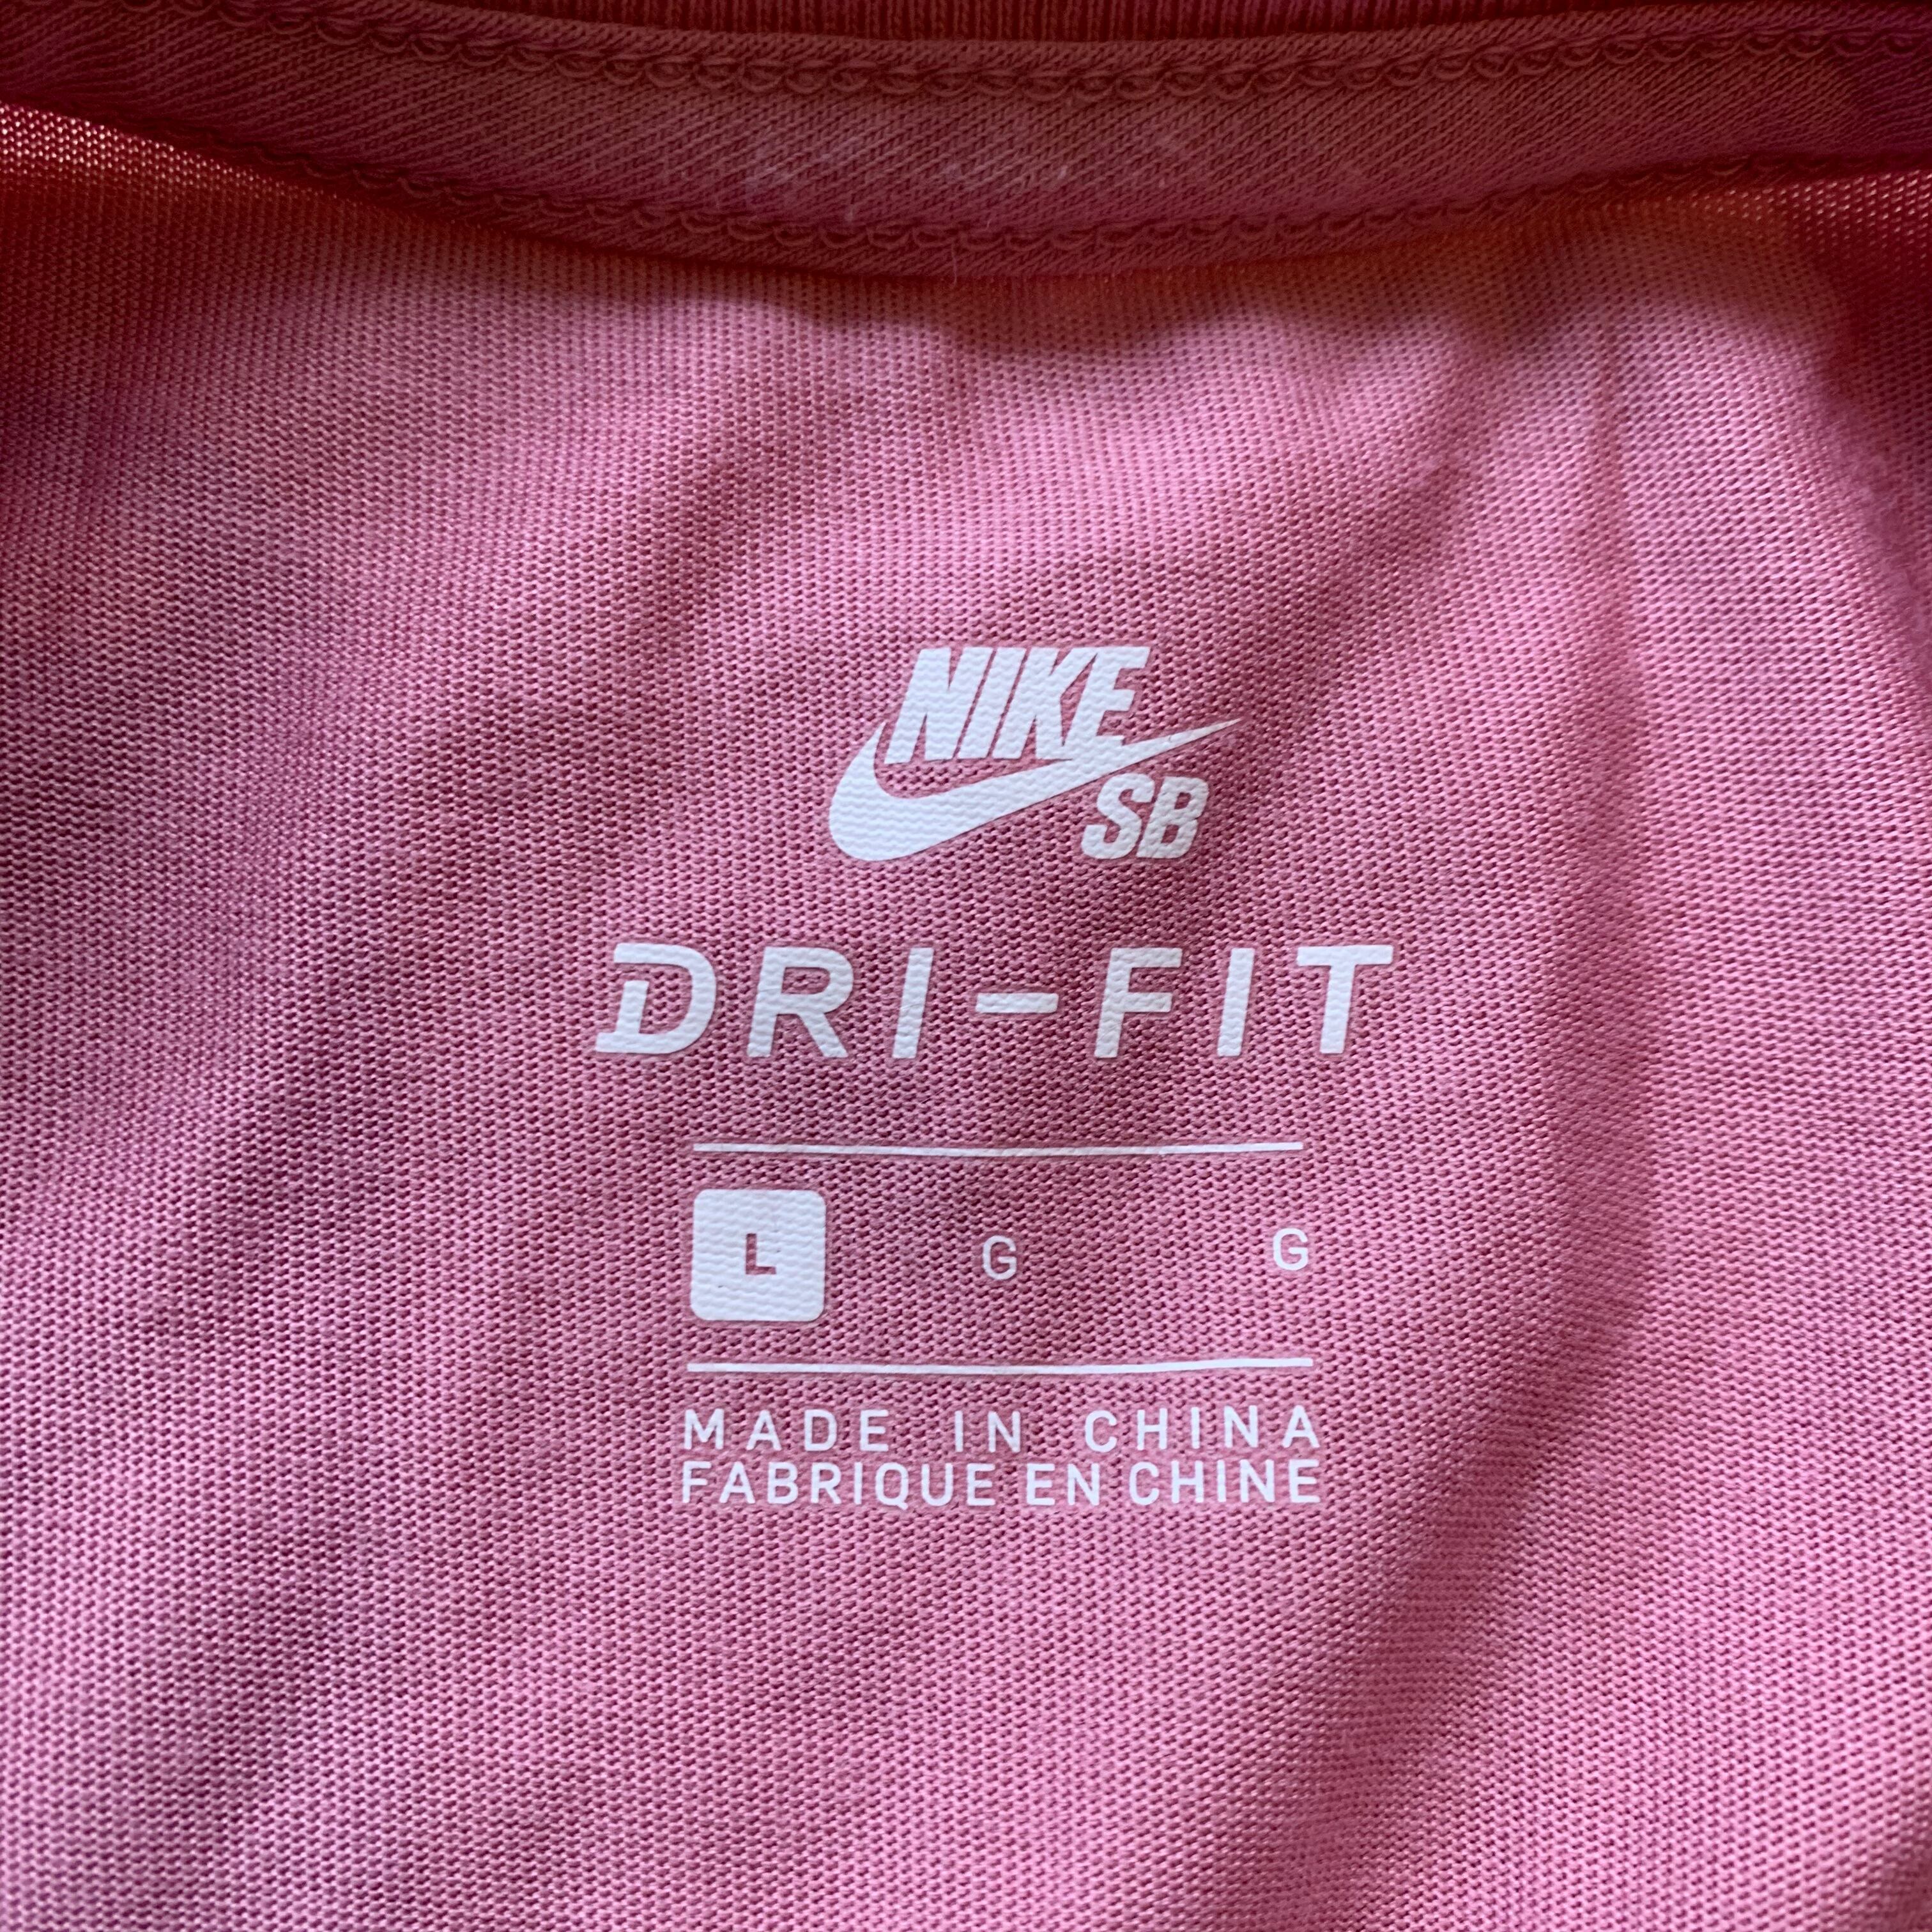 NIKE
SB
DRI-FIT
L G G
MADE IN CHINA
FABRIQUE EN CHINE